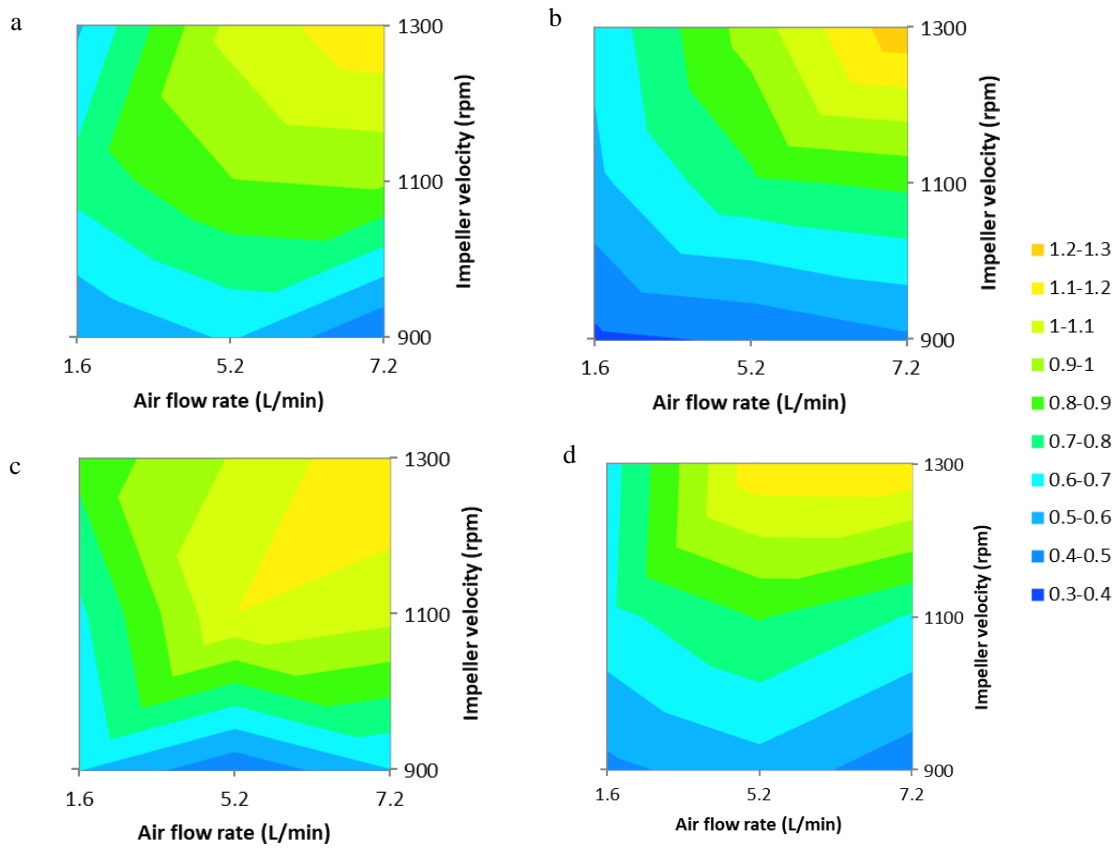 a
1300
1100
900
Impeller velocity (rpm)
1.6 5.2 7.2
Air flow rate (L/min)
b
1300
1100
900
Impeller velocity (rpm)
1.6 5.2 7.2
Air flow rate (L/min)
c
1300
1100
900
Impeller velocity (rpm)
1.6 5.2 7.2
Air flow rate (L/min)
d
1300
1100
900
Impeller velocity (rpm)
1.6 5.2 7.2
Air flow rate (L/min)
1.2-1.3
1.1-1.2
1-1.1
0.9-1
0.8-0.9
0.7-0.8
0.6-0.7
0.5-0.6
0.4-0.5
0.3-0.4